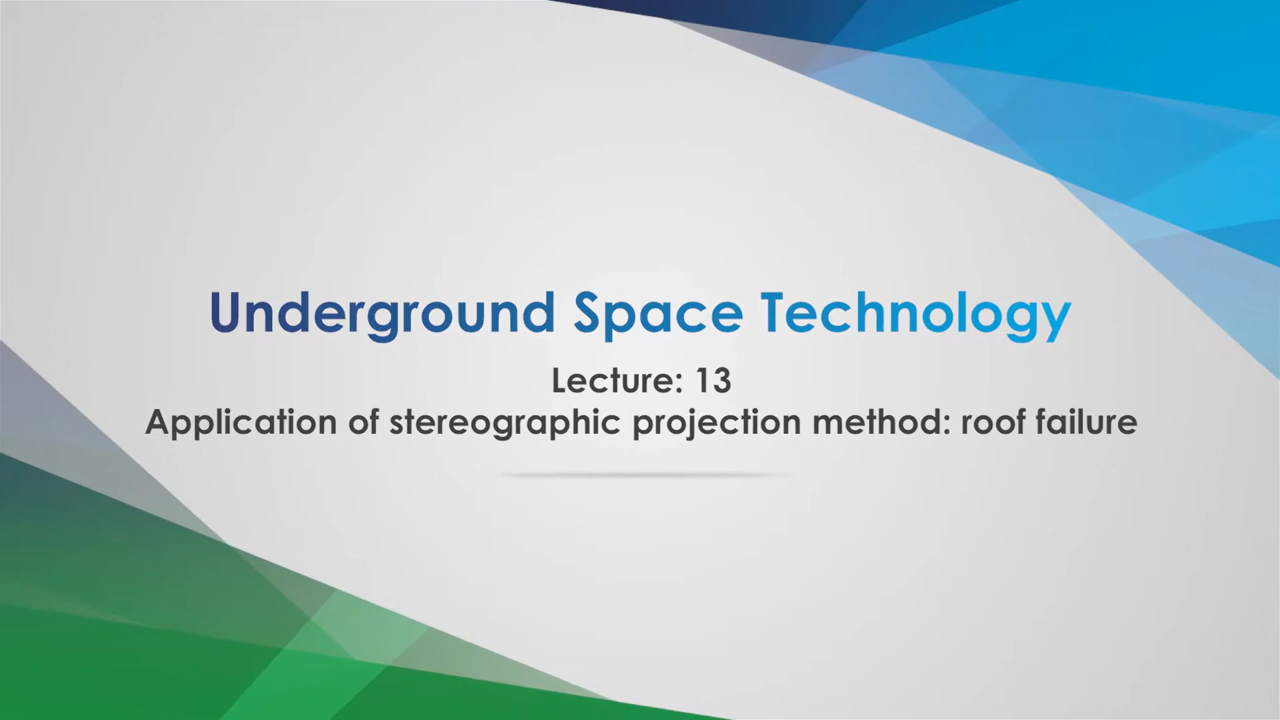 Underground Space Technology
Lecture: 13
Application of stereographic projection method: roof failure